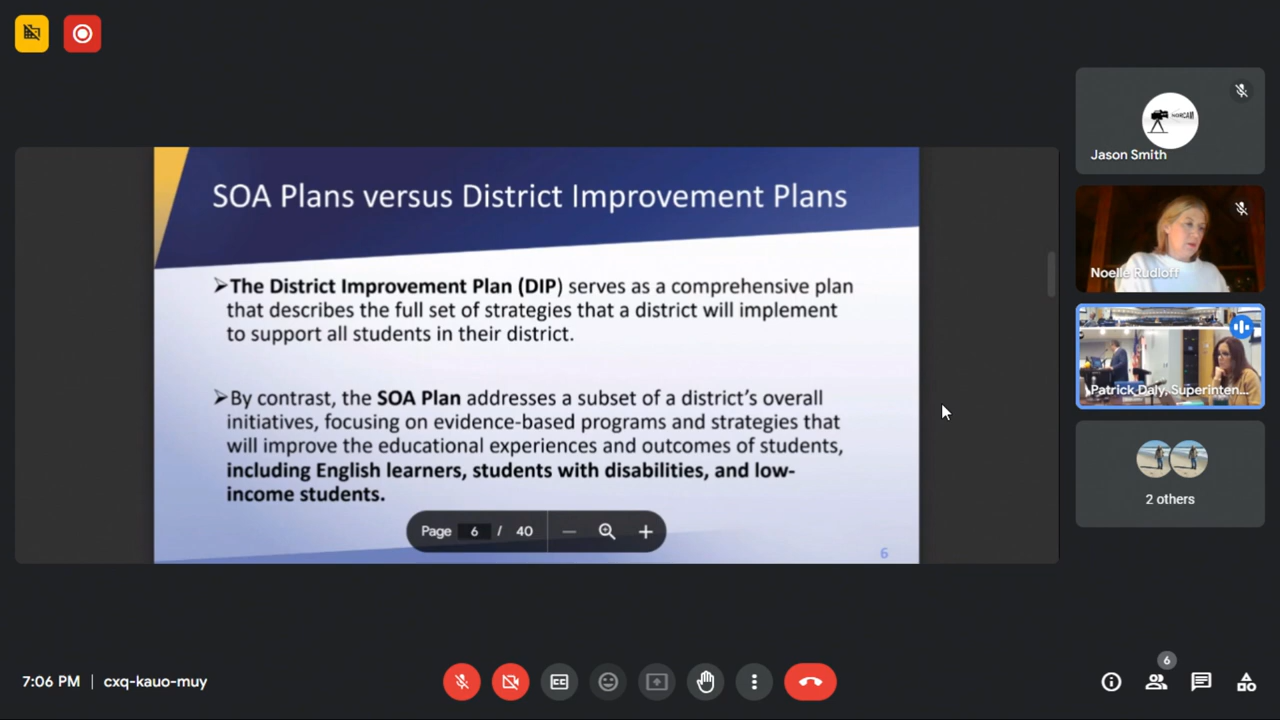 SOA Plans versus District Improvement Plans
➢The District Improvement Plan (DIP) serves as a comprehensive plan
that describes the full set of strategies that a district will implement
to support all students in their district.
➢By contrast, the SOA Plan addresses a subset of a district's overall
initiatives, focusing on evidence-based programs and strategies that
will improve the educational experiences and outcomes of students,
including English learners, students with disabilities, and low-
income students.
Page 6 / 40
6
NORCAM
Jason Smith
Noelle Rudloff
Patrick Daly, Superinten...
2 others
7:06 PM | cxq-kauo-muy
CC
6